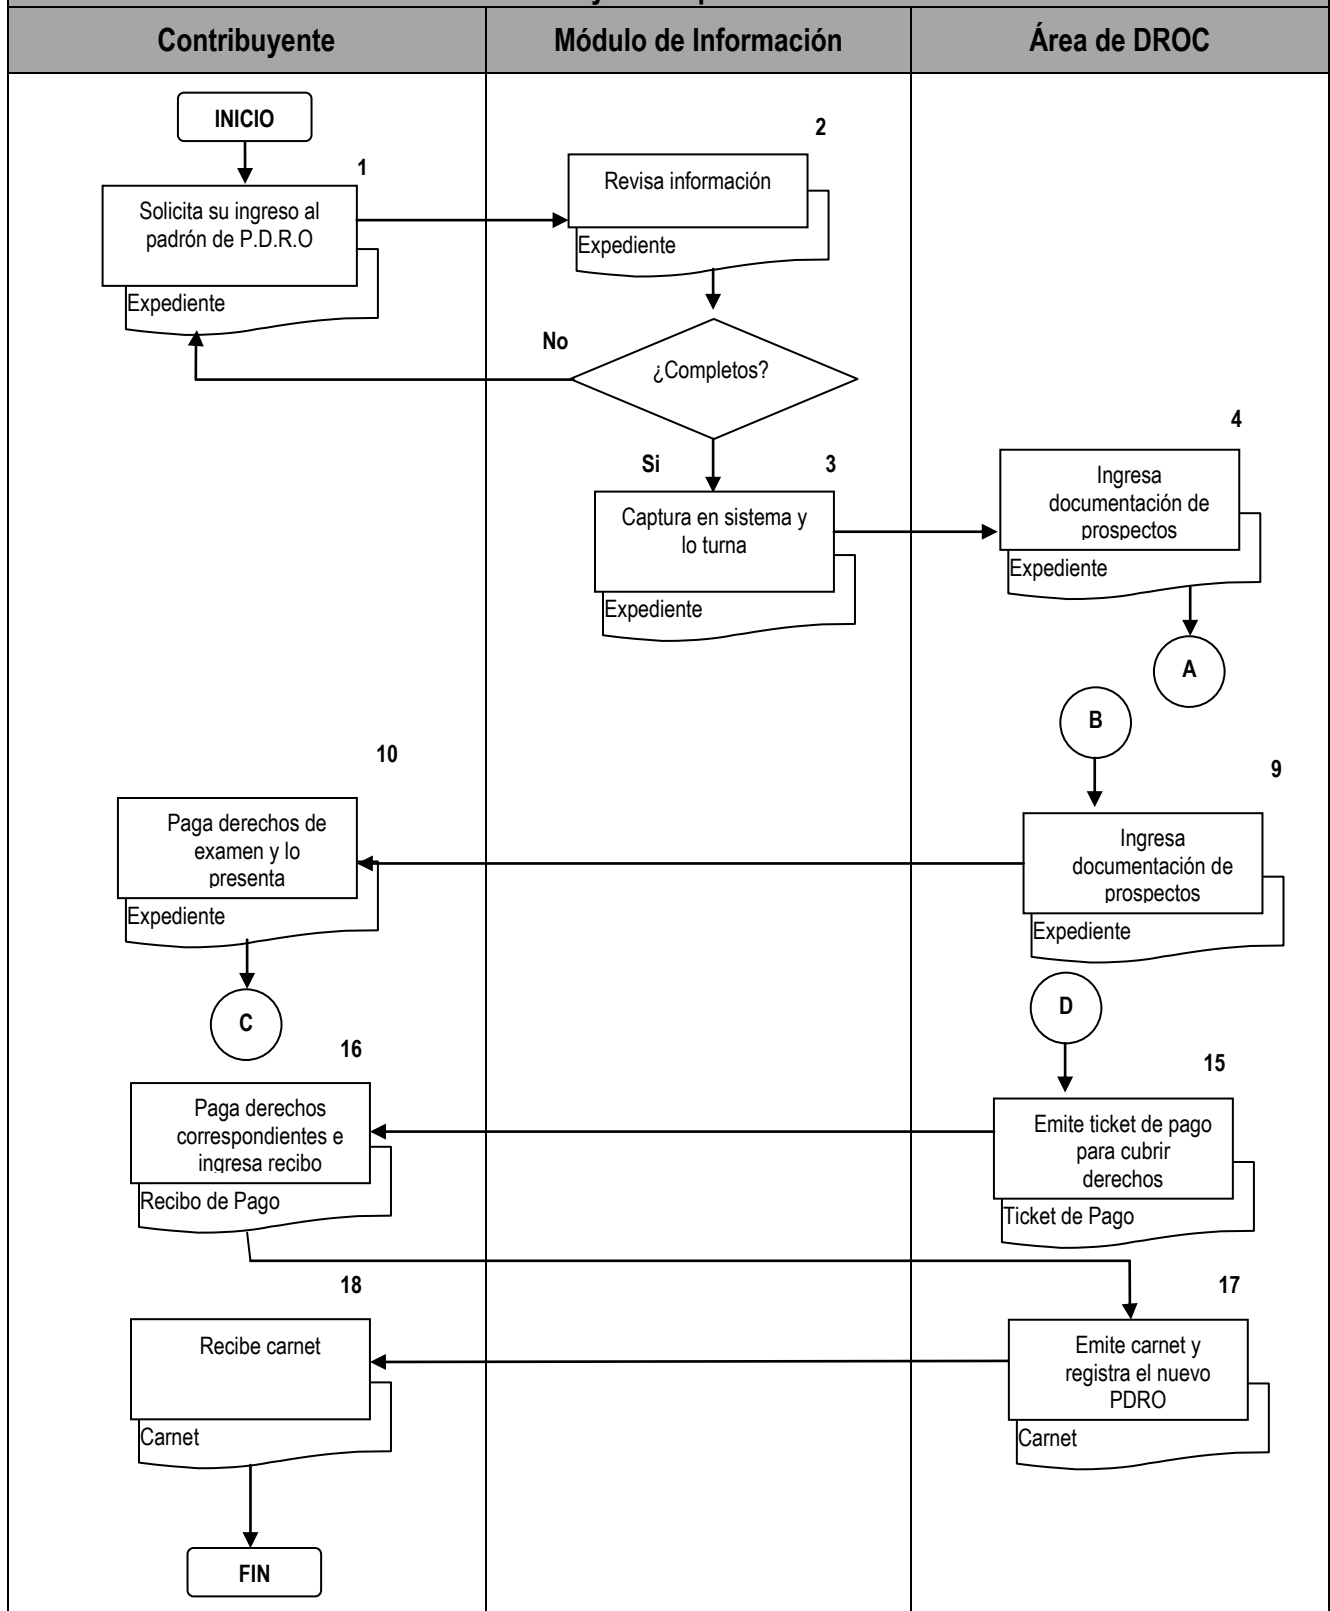 Contribuyente
Módulo de Información
Área de DROC
INICIO
1
2
Solicita su ingreso al
padrón de P.D.R.O
Expediente
Revisa información
Expediente
No
¿Completos?
Si
3
4
Captura en sistema y
lo turna
Expediente
Ingresa
documentación de
prospectos
Expediente
A
B
10
9
Paga derechos de
examen y lo
presenta
Expediente
Ingresa
documentación de
prospectos
Expediente
C
D
16
15
Paga derechos
correspondientes e
ingresa recibo
Recibo de Pago
Emite ticket de pago
para cubrir
derechos
Ticket de Pago
18
17
Recibe carnet
Carnet
Emite carnet y
registra el nuevo
PDRO
Carnet
FIN